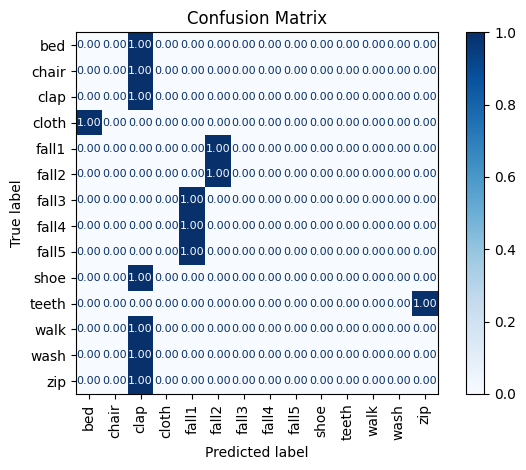 Confusion Matrix
bed 0.00 0.00 1.00 0.00 0.00 0.00 0.00 0.00 0.00 0.00 0.00 0.00 0.00 0.00
chair 0.00 0.00 1.00 0.00 0.00 0.00 0.00 0.00 0.00 0.00 0.00 0.00 0.00 0.00
clap 0.00 0.00 1.00 0.00 0.00 0.00 0.00 0.00 0.00 0.00 0.00 0.00 0.00 0.00
cloth 1.00 0.00 0.00 0.00 0.00 0.00 0.00 0.00 0.00 0.00 0.00 0.00 0.00 0.00
fall1 0.00 0.00 0.00 0.00 0.00 1.00 0.00 0.00 0.00 0.00 0.00 0.00 0.00 0.00
fall2 0.00 0.00 0.00 0.00 0.00 1.00 0.00 0.00 0.00 0.00 0.00 0.00 0.00 0.00
fall3 0.00 0.00 0.00 0.00 1.00 0.00 0.00 0.00 0.00 0.00 0.00 0.00 0.00 0.00
fall4 0.00 0.00 0.00 0.00 1.00 0.00 0.00 0.00 0.00 0.00 0.00 0.00 0.00 0.00
fall5 0.00 0.00 0.00 0.00 1.00 0.00 0.00 0.00 0.00 0.00 0.00 0.00 0.00 0.00
shoe 0.00 0.00 1.00 0.00 0.00 0.00 0.00 0.00 0.00 0.00 0.00 0.00 0.00 0.00
teeth 0.00 0.00 0.00 0.00 0.00 0.00 0.00 0.00 0.00 0.00 0.00 0.00 0.00 1.00
walk 0.00 0.00 1.00 0.00 0.00 0.00 0.00 0.00 0.00 0.00 0.00 0.00 0.00 0.00
wash 0.00 0.00 1.00 0.00 0.00 0.00 0.00 0.00 0.00 0.00 0.00 0.00 0.00 0.00
zip 0.00 0.00 1.00 0.00 0.00 0.00 0.00 0.00 0.00 0.00 0.00 0.00 0.00 0.00
True label
bed chair clap cloth fall1 fall2 fall3 fall4 fall5 shoe teeth walk wash zip
Predicted label
1.0
0.8
0.6
0.4
0.2
0.0